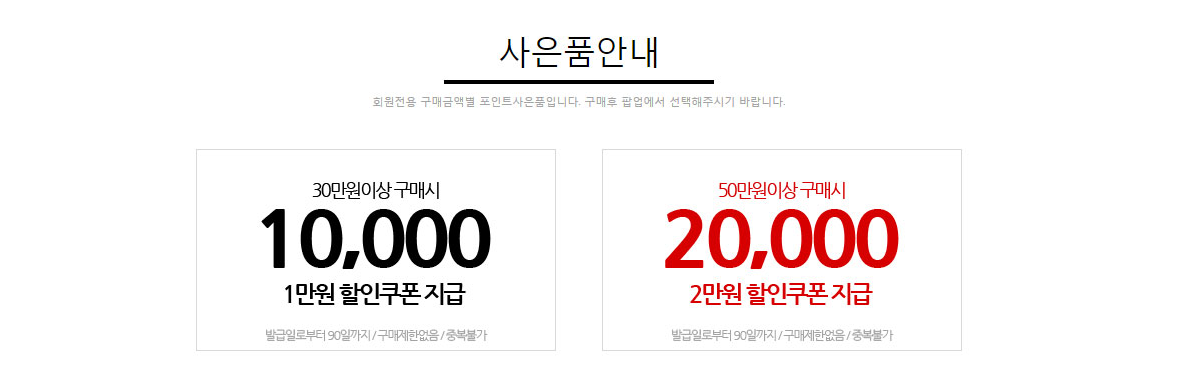 사은품안내
회원전용 구매금액별 포인트사은품입니다. 구매후 팝업에서 선택해주시기 바랍니다.
30만원이상 구매시
10,000
1만원 할인쿠폰 지급
발급일로부터 90일까지 / 구매제한없음 / 중복불가
50만원이상 구매시
20,000
2만원 할인쿠폰 지급
발급일로부터 90일까지 / 구매제한없음 / 중복불가